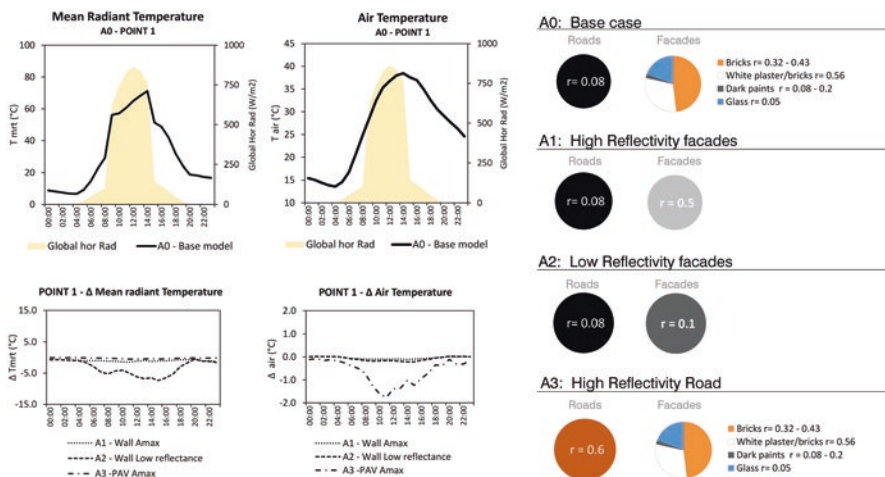 Mean Radiant Temperature
A0 - POINT 1
T mrt (°C)
100
80
60
40
20
0
1000
750
500
250
0
Global Hor Rad (W/m2)
00:00
02:00
04:00
06:00
08:00
10:00
12:00
14:00
16:00
18:00
20:00
22:00
Global hor Rad
A0 - Base model
Air Temperature
A0 - POINT 1
T air (°C)
45
40
35
30
25
20
15
10
1000
750
500
250
0
Global Hor Rad (W/m2)
00:00
02:00
04:00
06:00
08:00
10:00
12:00
14:00
16:00
18:00
20:00
22:00
Global hor Rad
A0 - Base model
POINT 1 - Δ Mean radiant Temperature
Δ Tmrt (°C)
15.0
5.0
-5.0
-15.0
00:00
02:00
04:00
06:00
08:00
10:00
12:00
14:00
16:00
18:00
20:00
22:00
A1 - Wall Amax
A2 - Wall Low reflectance
A3 -PAV Amax
POINT 1 - Δ Air Temperature
Δ air (°C)
2.0
1.0
0.0
-1.0
-2.0
00:00
02:00
04:00
06:00
08:00
10:00
12:00
14:00
16:00
18:00
20:00
22:00
A1 - Wall Amax
A2 - Wall Low reflectance
A3 - PAV Amax
A0: Base case
Roads
Facades
r= 0.08
Bricks r= 0.32 - 0.43
White plaster/bricks r= 0.56
Dark paints r= 0.08 - 0.2
Glass r= 0.05
A1: High Reflectivity facades
Roads
Facades
r= 0.08
r = 0.5
A2: Low Reflectivity facades
Roads
Facades
r= 0.08
r = 0.1
A3: High Reflectivity Road
Roads
Facades
r = 0.6
Bricks r= 0.32 - 0.43
White plaster/bricks r= 0.56
Dark paints r= 0.08 - 0.2
Glass r= 0.05